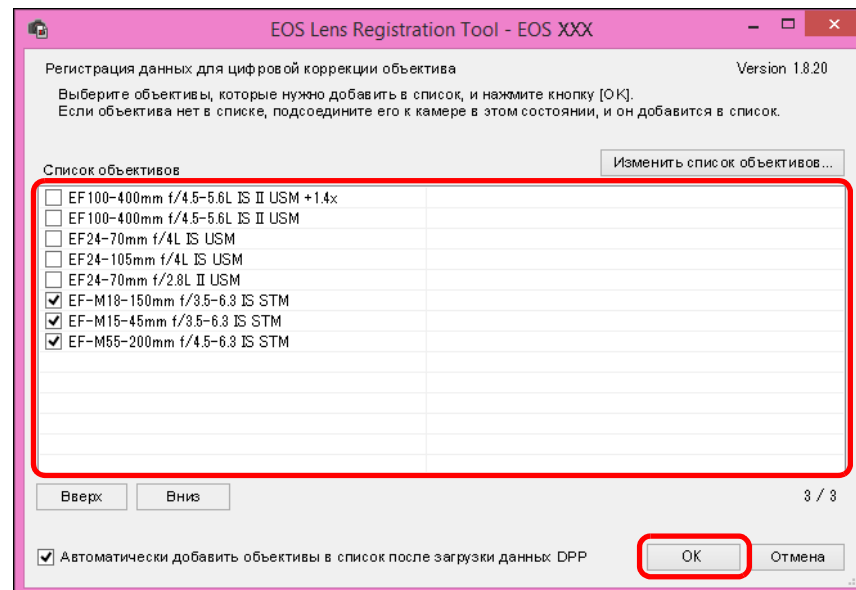 EOS Lens Registration Tool - EOS XXX
Регистрация данных для цифровой коррекции объектива
Version 1.8.20
Выберите объективы, которые нужно добавить в список, и нажмите кнопку [OK].
Если объектива нет в списке, подсоедините его к камере в этом состоянии, и он добавится в список.
Список объективов
Изменить список объективов...
EF100-400mm f/4.5-5.6L IS II USM +1.4x
EF100-400mm f/4.5-5.6L IS II USM
EF24-70mm f/4L IS USM
EF24-105mm f/4L IS USM
EF24-70mm f/2.8L II USM
EF-M18-150mm f/3.5-6.3 IS STM
EF-M15-45mm f/3.5-6.3 IS STM
EF-M55-200mm f/4.5-6.3 IS STM
Вверх
Вниз
3 / 3
Автоматически добавить объективы в список после загрузки данных DPP
OK
Отмена